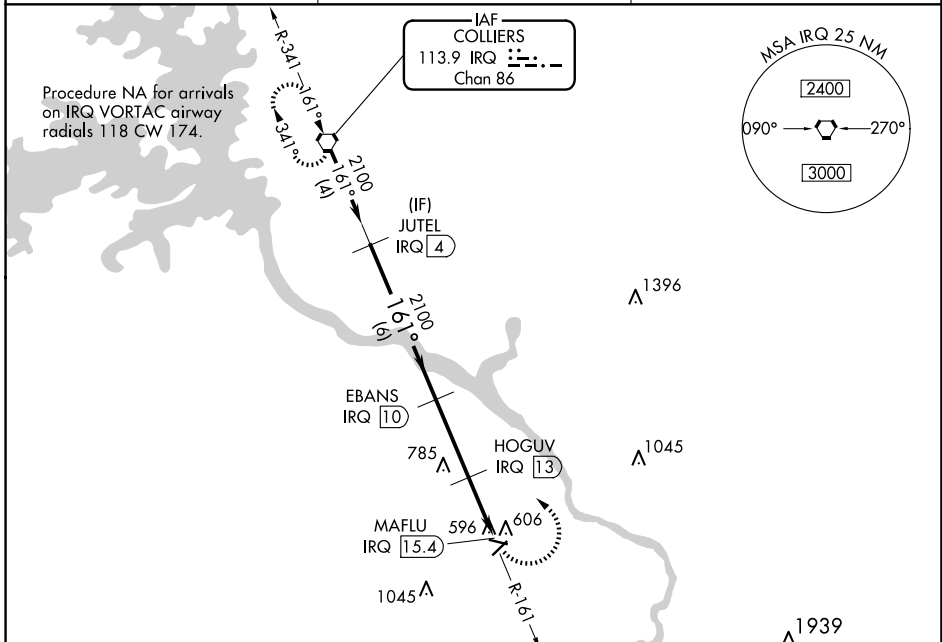 IAF
COLLIERS
113.9 IRQ
Chan 86
R-341
161°
341°
Procedure NA for arrivals
on IRQ VORTAC airway
radials 118 CW 174.
MSA IRQ 25 NM
2400
090°
270°
3000
2100
161°
(4)
(IF)
JUTEL
IRQ 4
1396
2100
161°
(6)
EBANS
IRQ 10
785
HOGUV
IRQ 13
1045
MAFLU
IRQ 15.4
596
606
1045
R-161
1939